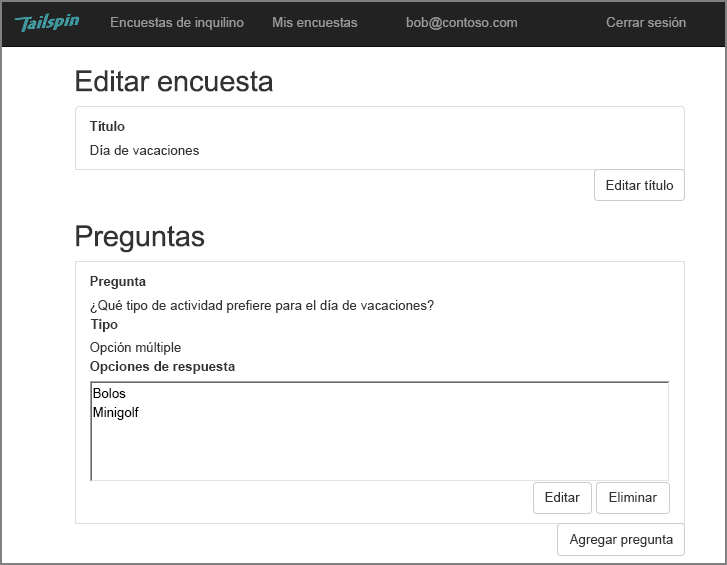 Tailspin Encuestas de inquilino Mis encuestas bob@contoso.com Cerrar sesión
Editar encuesta
Título
Día de vacaciones
Editar título
Preguntas
Pregunta
¿Qué tipo de actividad prefiere para el día de vacaciones?
Tipo
Opción múltiple
Opciones de respuesta
Bolos
Minigolf
Editar Eliminar
Agregar pregunta